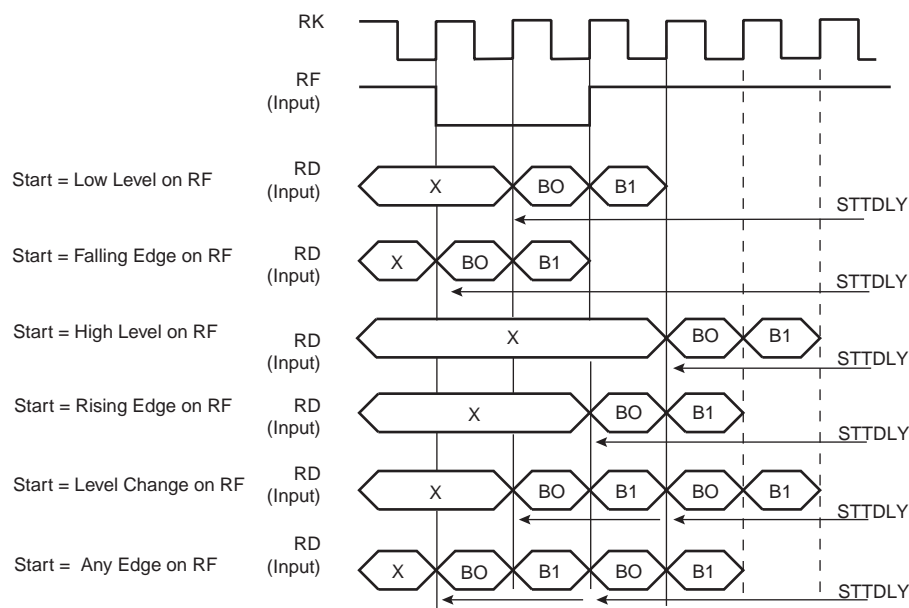 RK
RF
(Input)
Start = Low Level on RF
RD
(Input)
X
BO
B1
STTDLY
Start = Falling Edge on RF
RD
(Input)
X
BO
B1
STTDLY
Start = High Level on RF
RD
(Input)
X
BO
B1
STTDLY
Start = Rising Edge on RF
RD
(Input)
X
BO
B1
STTDLY
Start = Level Change on RF
RD
(Input)
X
BO
B1
BO
B1
STTDLY
Start = Any Edge on RF
RD
(Input)
X
BO
B1
BO
B1
STTDLY